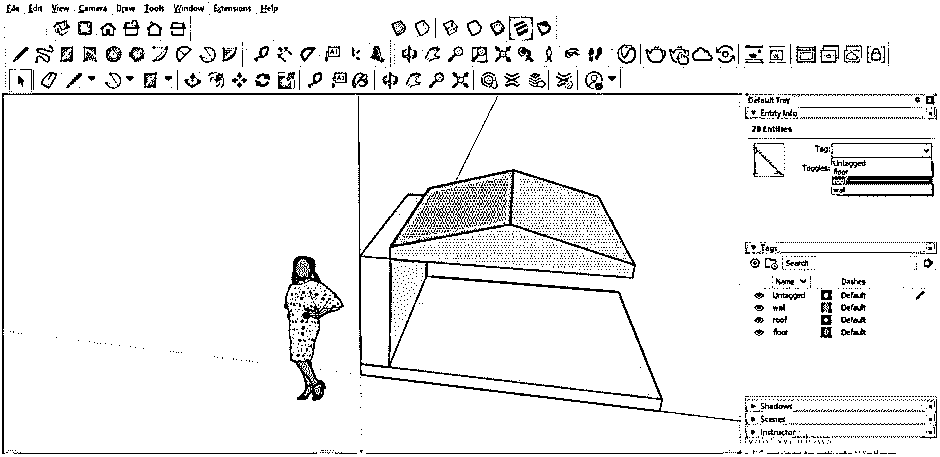 File Edit View Camera Draw Tools Window Extensions Help
Default Tray
Entity Info
20 Entities
Tag:
Untagged
Toggles:
floor
roof
wall
Tags
Search
Name Dashes
Untagged Default
wall Default
roof Default
floor Default
Shadows
Scenes
Instructor